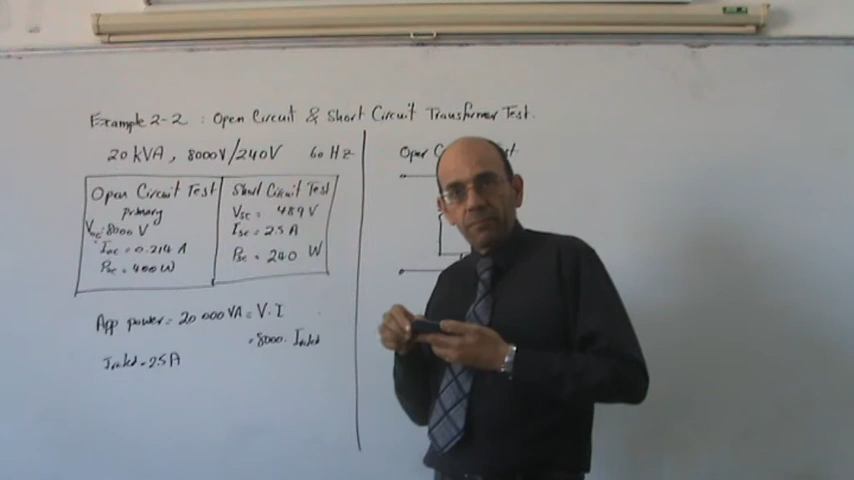 Example 2-2 : Open Circuit & Short Circuit Transformer Test.
20 kVA, 8000V/240V 60 Hz
Open Circuit Test
primary
Voc=8000 V
Ioc=0.214 A
Poc=400W
Short Circuit Test
Vsc= 489 V
Isc=2.5 A
Psc=240 W
App power= 20 000 VA= V.I
=8000. Irated
Irated=2.5A
Open